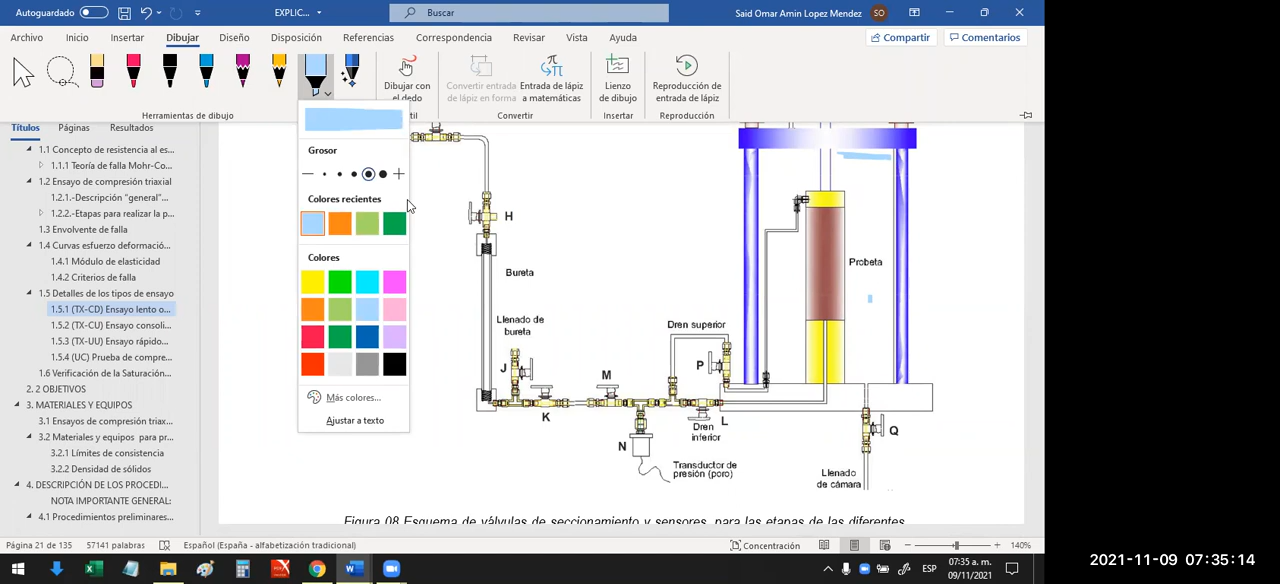 Autoguardado
EXPLIC...
Buscar
Said Omar Amin Lopez Mendez
SO
Archivo
Inicio
Insertar
Dibujar
Diseño
Disposición
Referencias
Correspondencia
Revisar
Vista
Ayuda
Compartir
Comentarios
Dibujar con
el dedo
Convertir entrada
de lápiz en forma
Entrada de lápiz
a matemáticas
Lienzo
de dibujo
Reproducción de
entrada de lápiz
Herramientas de dibujo
Convertir
Insertar
Reproducción
Títulos
Páginas
Resultados
1.1 Concepto de resistencia al es...
1.1.1 Teoría de falla Mohr-Co...
1.2 Ensayo de compresión triaxial
1.2.1.-Descripción "general"...
1.2.2.-Etapas para realizar la p...
1.3 Envolvente de falla
1.4 Curvas esfuerzo deformació...
1.4.1 Módulo de elasticidad
1.4.2 Criterios de falla
1.5 Detalles de los tipos de ensayo
1.5.1 (TX-CD) Ensayo lento o...
1.5.2 (TX-CU) Ensayo consoli...
1.5.3 (TX-UU) Ensayo rápido...
1.5.4 (UC) Prueba de compre...
1.6 Verificación de la Saturación...
2. 2 OBJETIVOS
3. MATERIALES Y EQUIPOS
3.1 Ensayos de compresión triax...
3.2 Materiales y equipos para pr...
3.2.1 Límites de consistencia
3.2.2 Densidad de sólidos
4. DESCRIPCIÓN DE LOS PROCEDI...
NOTA IMPORTANTE GENERAL:
4.1 Procedimientos preliminares...
Grosor
Colores recientes
Colores
Más colores...
Ajustar a texto
H
Bureta
Llenado de
bureta
J
K
M
N
Transductor de
presión (poro)
Dren superior
P
L
Dren
inferior
Probeta
Q
Llenado
de cámara
Figura 08 Esquema de válvulas de seccionamiento y sensores, para las etapas de las diferentes
Página 21 de 135
57141 palabras
Español (España - alfabetización tradicional)
Concentración
140%
ESP
07:35 a. m.
09/11/2021
2021-11-09 07:35:14